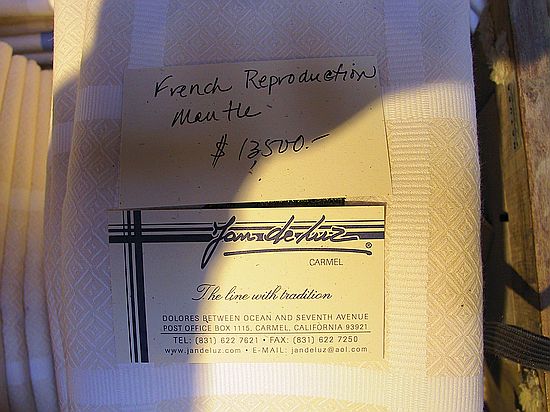 French Reproduction
Mantle
$ 13500.-
Jan-de-Luz ®
CARMEL
The line with tradition
DOLORES BETWEEN OCEAN AND SEVENTH AVENUE
POST OFFICE BOX 1115, CARMEL, CALIFORNIA 93921
TEL: (831) 622 7621 • FAX: (831) 622 7250
www.jandeluz.com • E-MAIL: jandeluz@aol.com